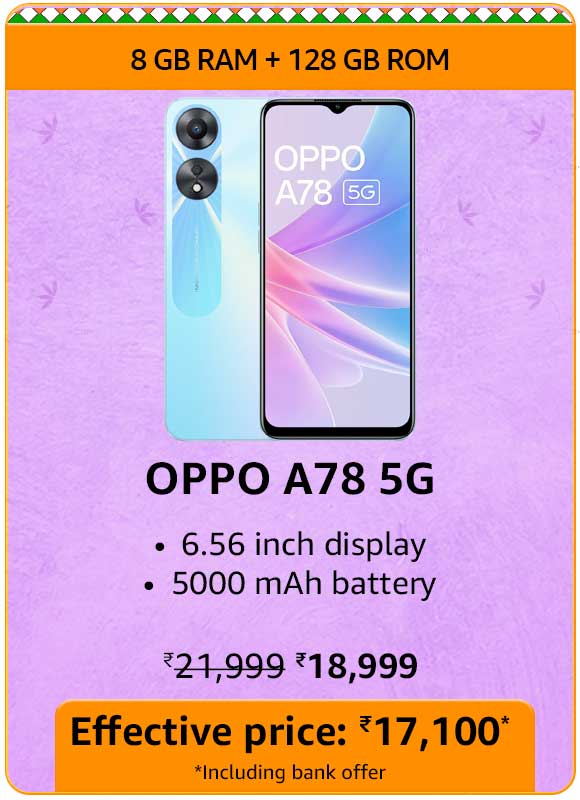 8 GB RAM + 128 GB ROM
OPPO
A78 5G
OPPO A78 5G
• 6.56 inch display
• 5000 mAh battery
₹21,999 ₹18,999
Effective price: ₹17,100*
*Including bank offer